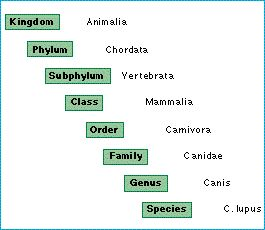 Kingdom Animalia
Phylum Chordata
Subphylum Vertebrata
Class Mammalia
Order Carnivora
Family Canidae
Genus Canis
Species C. lupus